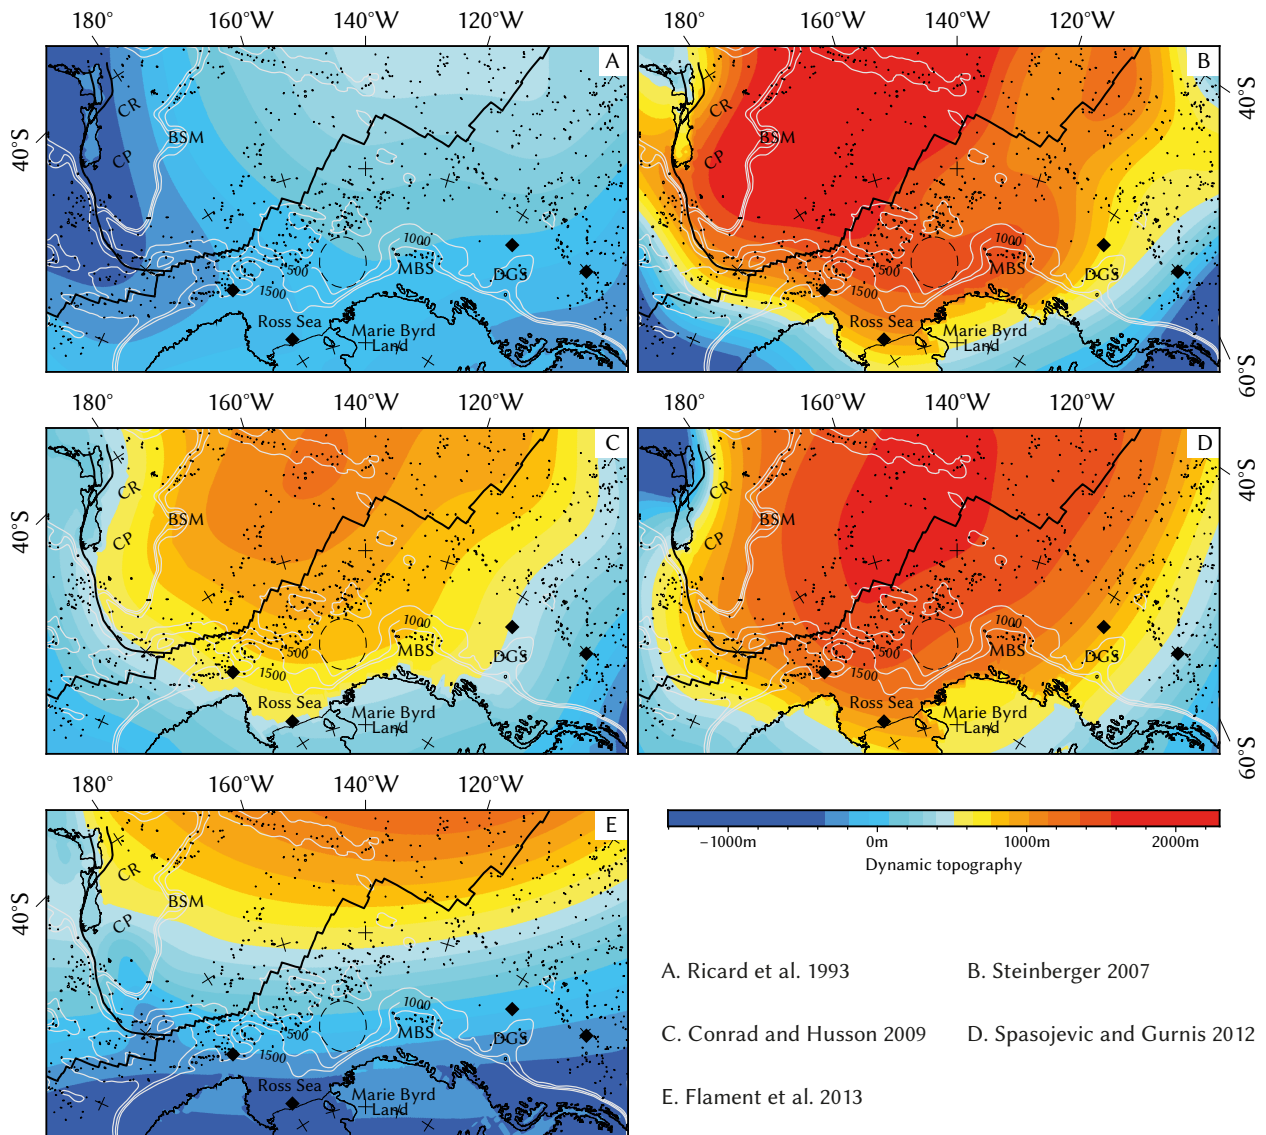 180° 160°W 140°W 120°W
180° 160°W 140°W 120°W
A
B
40°S
40°S
CR
CP
BSM
1000
500
1500
MBS
DGS
Ross Sea
Marie Byrd
Land
CR
CP
BSM
1000
500
1500
MBS
DGS
Ross Sea
Marie Byrd
Land
60°S
180° 160°W 140°W 120°W
180° 160°W 140°W 120°W
C
D
40°S
40°S
CR
CP
BSM
1000
500
1500
MBS
DGS
Ross Sea
Marie Byrd
Land
CR
CP
BSM
1000
500
1500
MBS
DGS
Ross Sea
Marie Byrd
Land
60°S
180° 160°W 140°W 120°W
E
40°S
CR
CP
BSM
1000
500
1500
MBS
DGS
Ross Sea
Marie Byrd
Land
−1000m 0m 1000m 2000m
Dynamic topography
A. Ricard et al. 1993
B. Steinberger 2007
C. Conrad and Husson 2009
D. Spasojevic and Gurnis 2012
E. Flament et al. 2013